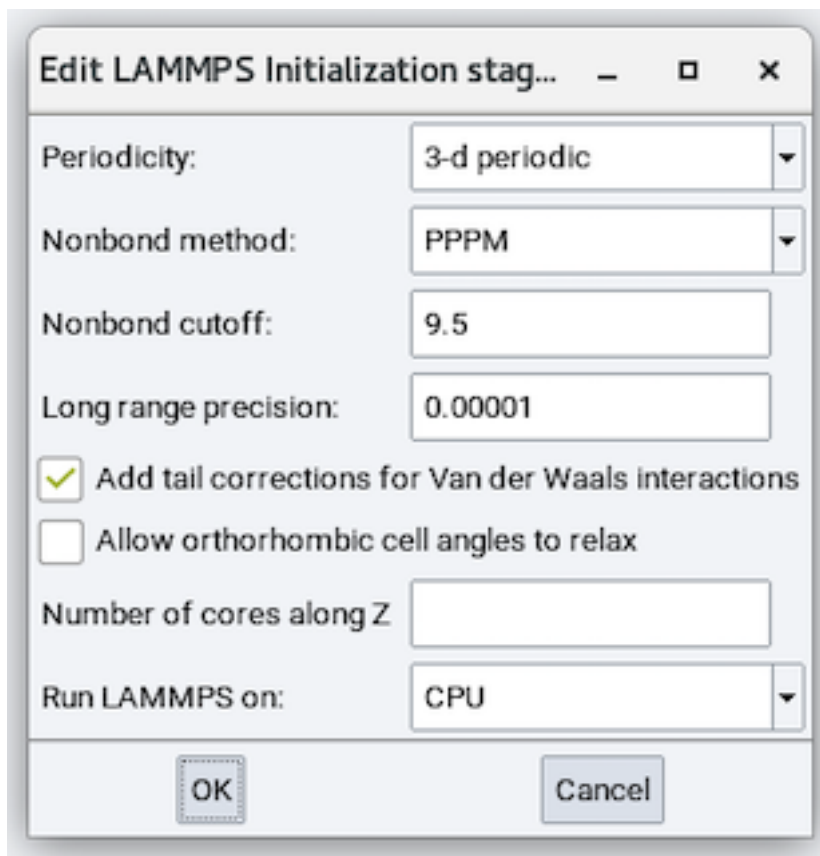 Edit LAMMPS Initialization stag...
Periodicity: 3-d periodic
Nonbond method: PPPM
Nonbond cutoff: 9.5
Long range precision: 0.00001
Add tail corrections for Van der Waals interactions
Allow orthorhombic cell angles to relax
Number of cores along Z
Run LAMMPS on: CPU
OK Cancel